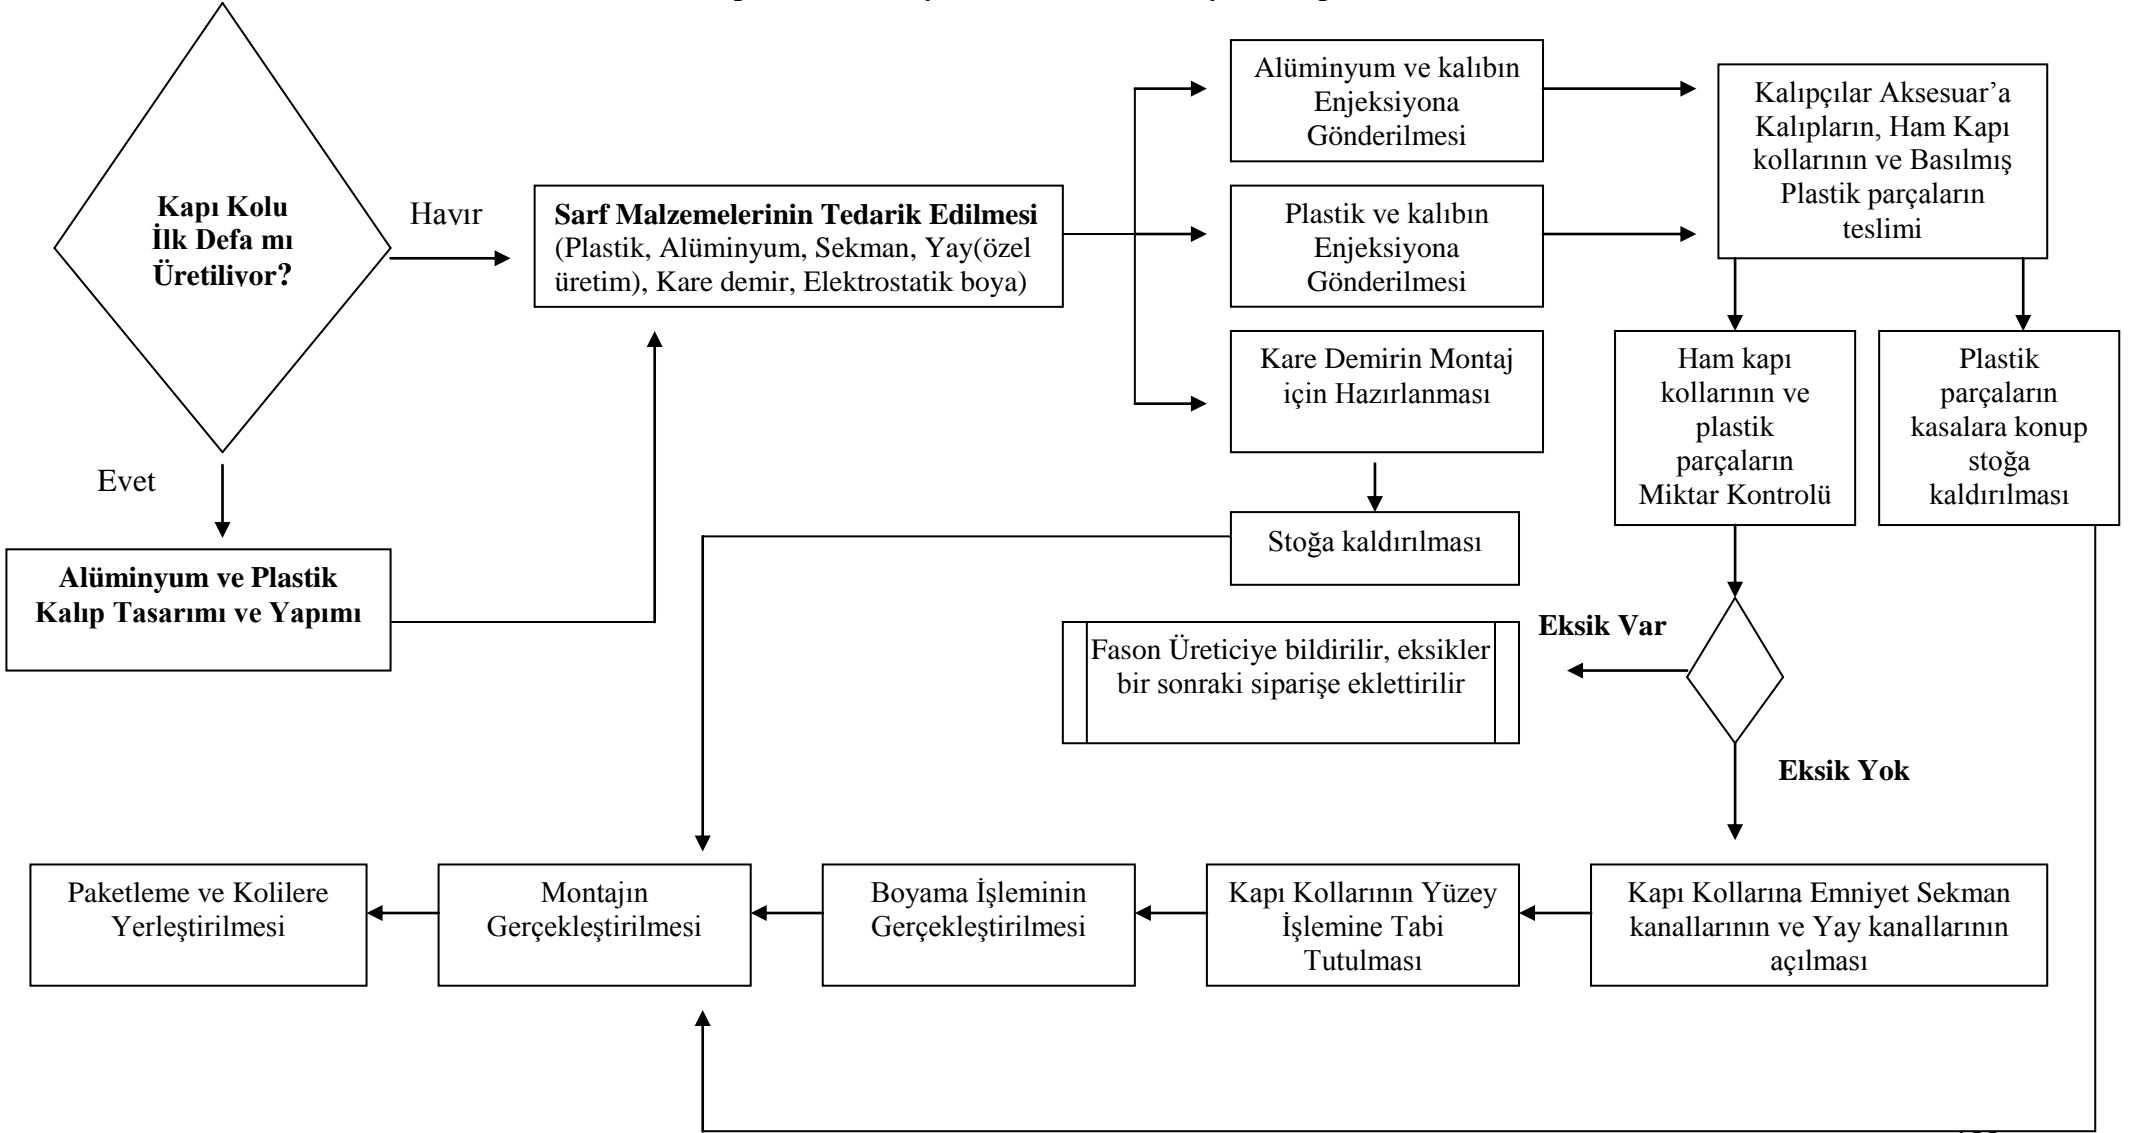 Alüminyum ve kalıbın
Enjeksiyona
Gönderilmesi
Kalıpçılar Aksesuar’a
Kalıpların, Ham Kapı
kollarının ve Basılmış
Plastik parçaların
teslimi
Kapı Kolu
İlk Defa mı
Üretiliyor?
Hayır
Sarf Malzemelerinin Tedarik Edilmesi
(Plastik, Alüminyum, Sekman, Yay(özel
üretim), Kare demir, Elektrostatik boya)
Plastik ve kalıbın
Enjeksiyona
Gönderilmesi
Kare Demirin Montaj
için Hazırlanması
Ham kapı
kollarının ve
plastik
parçaların
Miktar Kontrolü
Plastik
parçaların
kasalara konup
stoğa
kaldırılması
Evet
Stoğa kaldırılması
Alüminyum ve Plastik
Kalıp Tasarımı ve Yapımı
Eksik Var
Fason Üreticiye bildirilir, eksikler
bir sonraki siparişe eklettirilir
Eksik Yok
Paketleme ve Kolilere
Yerleştirilmesi
Montajın
Gerçekleştirilmesi
Boyama İşleminin
Gerçekleştirilmesi
Kapı Kollarının Yüzey
İşlemine Tabi
Tutulması
Kapı Kollarına Emniyet Sekman
kanallarının ve Yay kanallarının
açılması